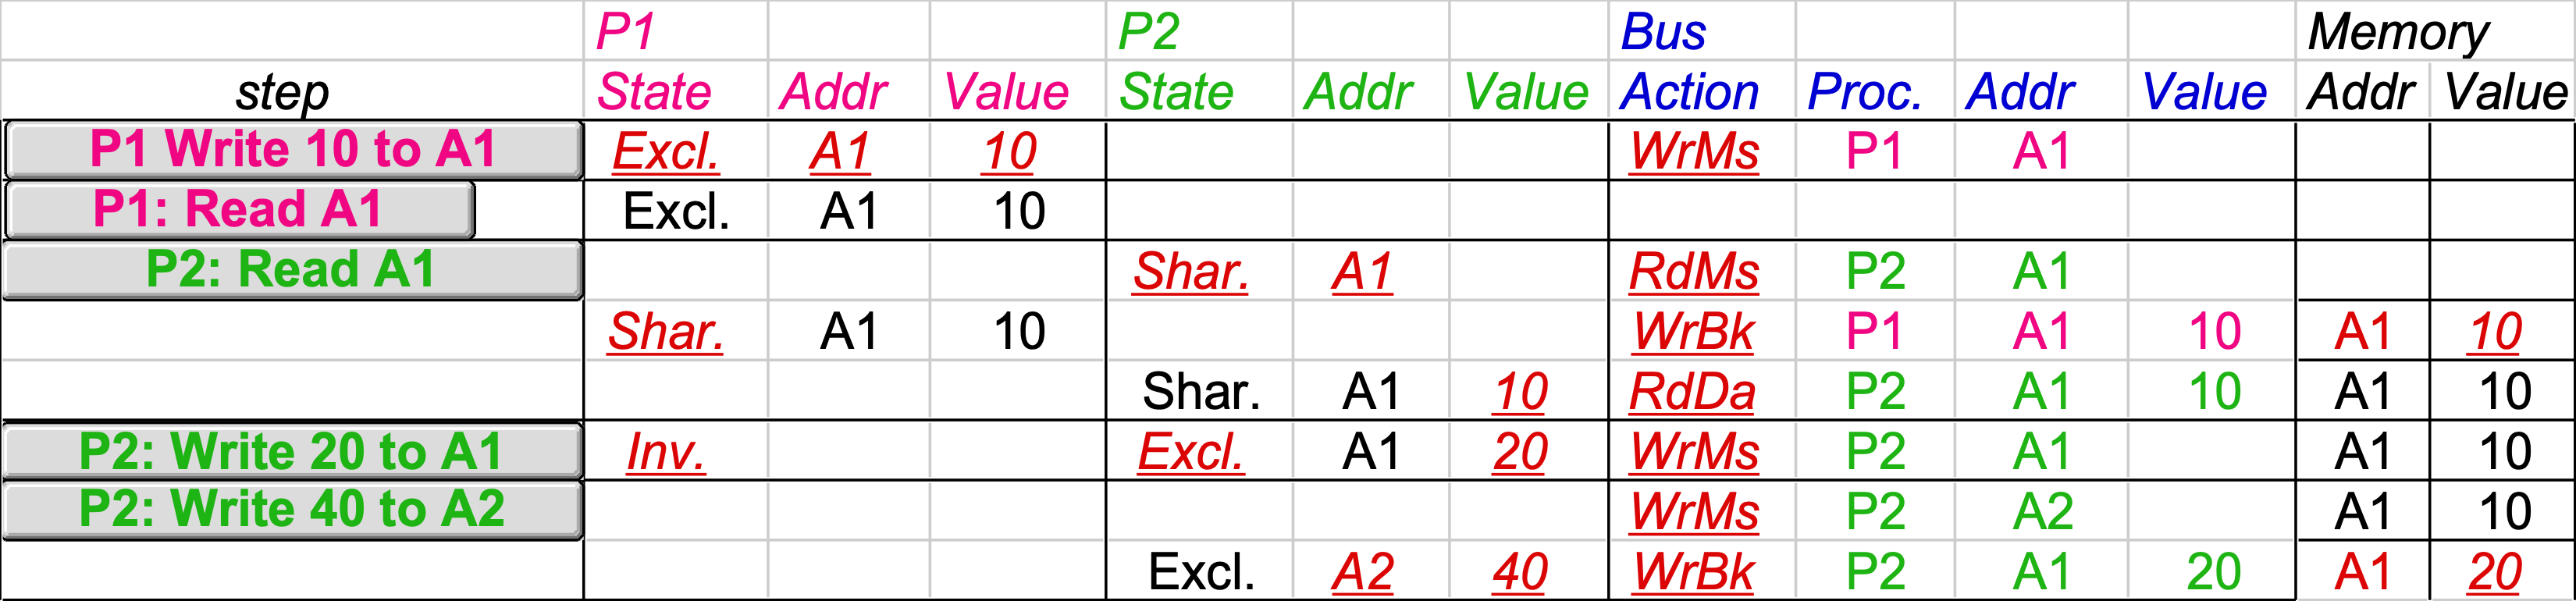 P1 P2 Bus Memory
step State Addr Value State Addr Value Action Proc. Addr Value Addr Value
P1 Write 10 to A1 Excl. A1 10 WrMs P1 A1
P1: Read A1 Excl. A1 10
P2: Read A1 Shar. A1 RdMs P2 A1
Shar. A1 10 WrBk P1 A1 10 A1 10
Shar. A1 10 RdDa P2 A1 10 A1 10
P2: Write 20 to A1 Inv. Excl. A1 20 WrMs P2 A1 A1 10
P2: Write 40 to A2 WrMs P2 A2 A1 10
Excl. A2 40 WrBk P2 A1 20 A1 20